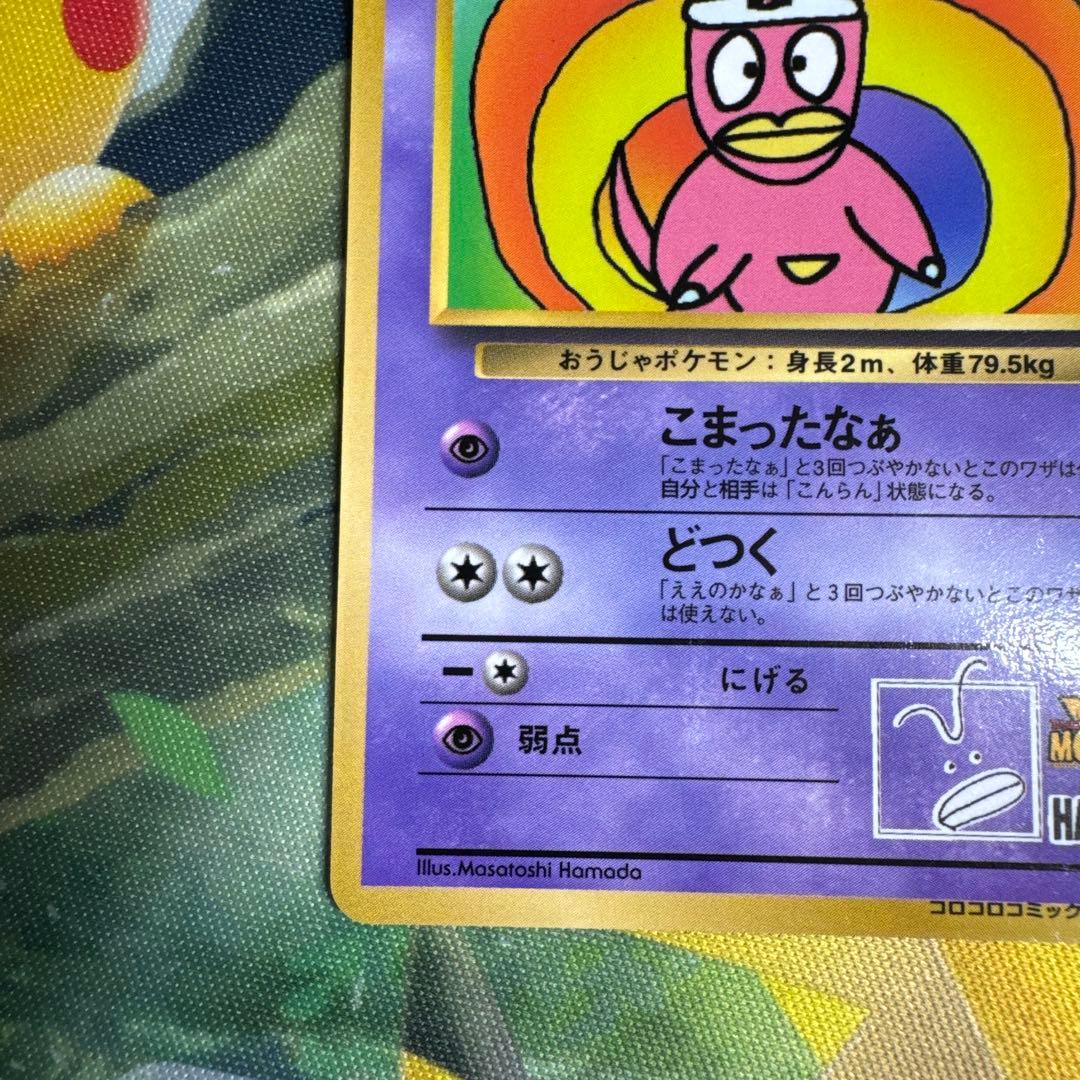 おうじゃポケモン：身長2m、体重79.5kg
こまったなぁ
「こまったなぁ」と3回つぶやかないとこのワザは
自分と相手は「こんらん」状態になる。
どつく
「ええのかなぁ」と3回つぶやかないとこのワザ
は使えない。
にげる
弱点
Illus.Masatoshi Hamada
コロコロコミック